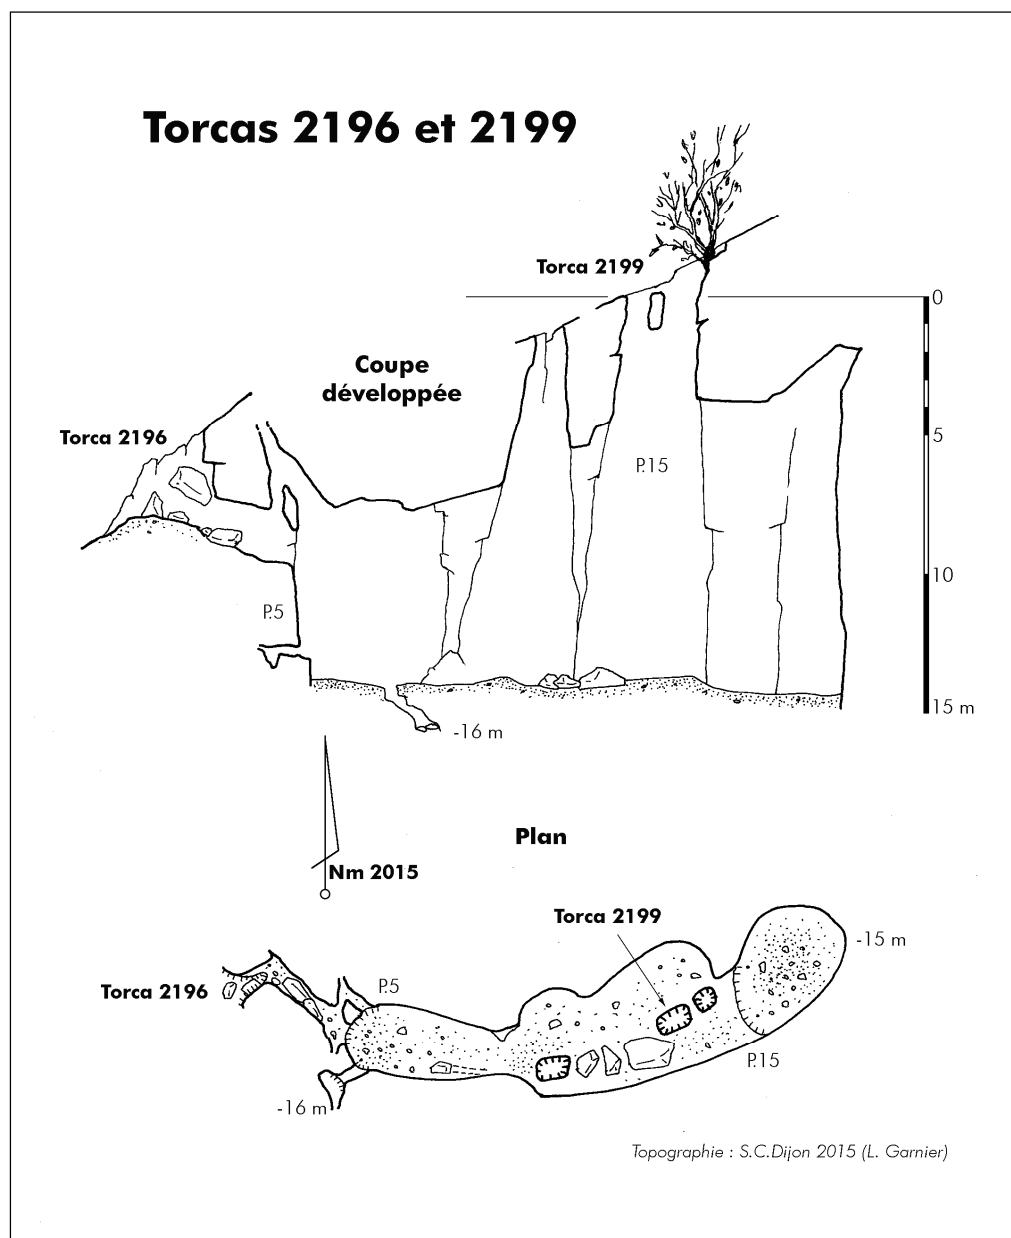 Torcas 2196 et 2199
Torca 2199
0
Coupe
développée
Torca 2196
5
P.15
10
P.5
15 m
-16 m
Plan
Nm 2015
Torca 2199
-15 m
P.5
Torca 2196
P.15
-16 m
Topographie : S.C.Dijon 2015 (L. Garnier)